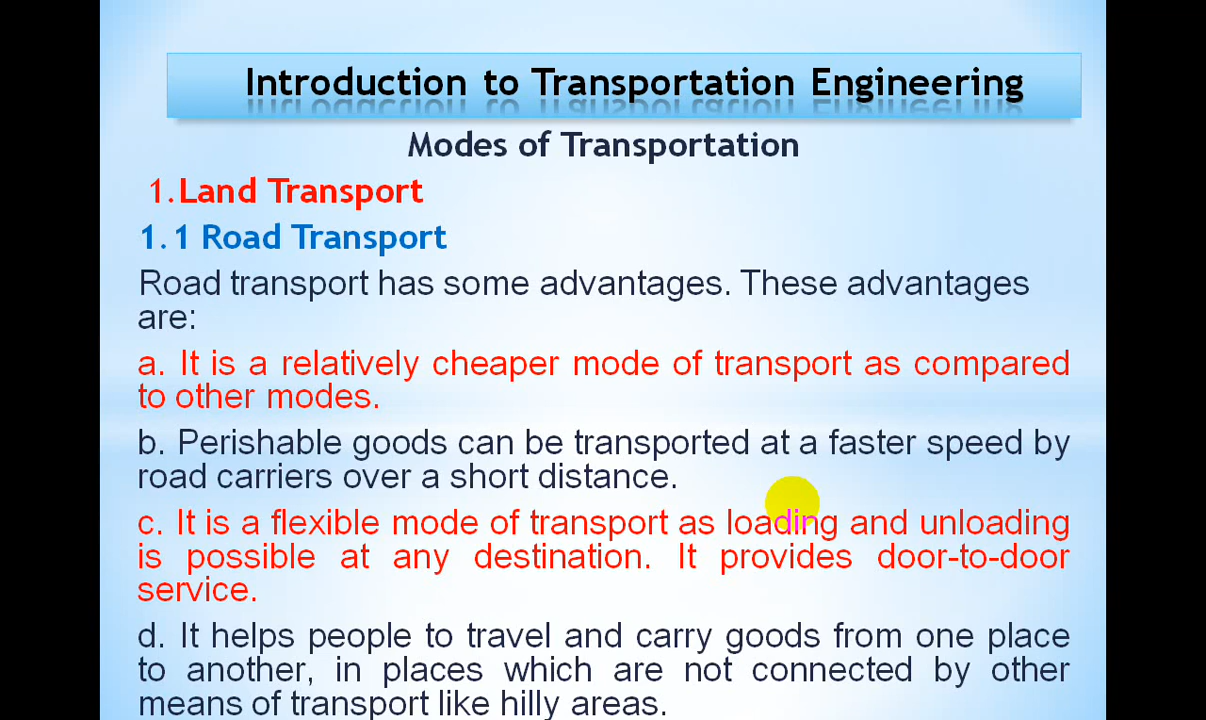 Introduction to Transportation Engineering
Modes of Transportation
1.Land Transport
1.1 Road Transport
Road transport has some advantages. These advantages
are:
a. It is a relatively cheaper mode of transport as compared
to other modes.
b. Perishable goods can be transported at a faster speed by
road carriers over a short distance.
c. It is a flexible mode of transport as loading and unloading
is possible at any destination. It provides door-to-door
service.
d. It helps people to travel and carry goods from one place
to another, in places which are not connected by other
means of transport like hilly areas.